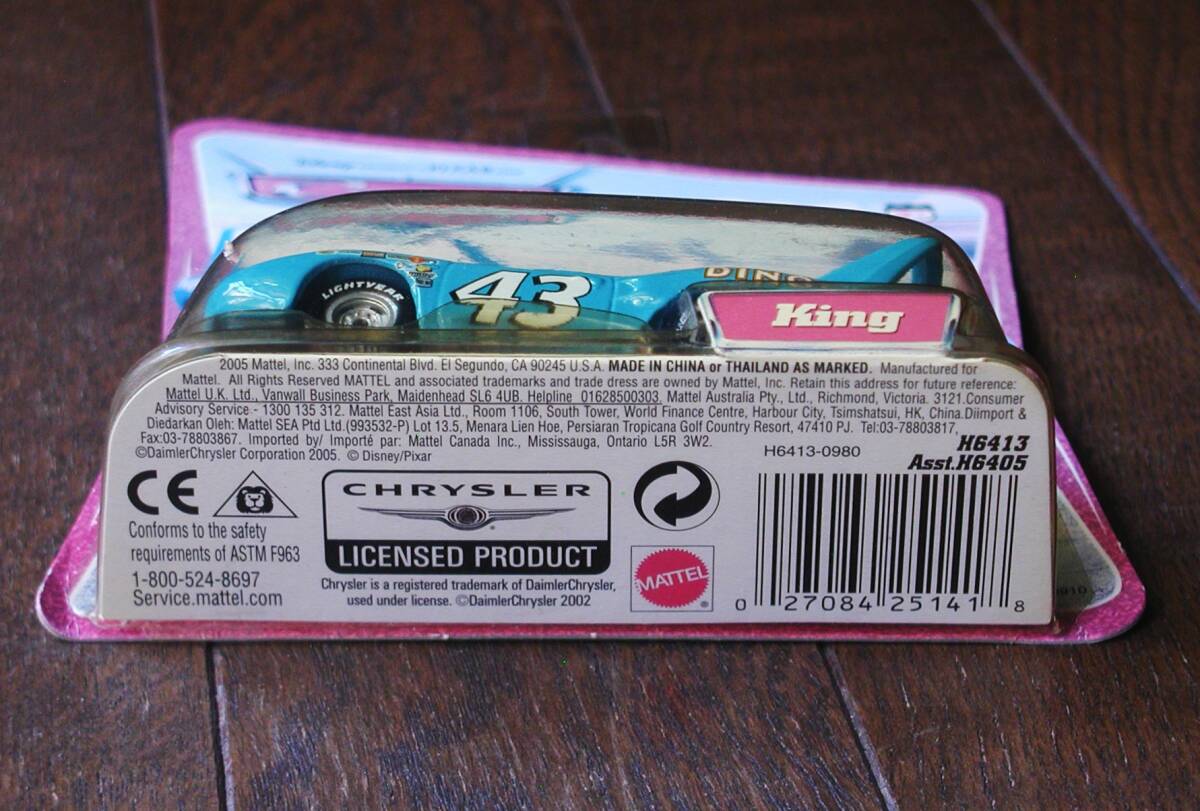 LIGHTYEAR
43
DINO
King
2005 Mattel, Inc. 333 Continental Blvd. El Segundo, CA 90245 U.S.A. MADE IN CHINA or THAILAND AS MARKED. Manufactured for
Mattel. All Rights Reserved MATTEL and associated trademarks and trade dress are owned by Mattel, Inc. Retain this address for future reference:
Mattel U.K. Ltd., Vanwall Business Park, Maidenhead SL6 4UB. Helpline 01628500303. Mattel Australia Pty., Ltd., Richmond, Victoria. 3121.Consumer
Advisory Service - 1300 135 312. Mattel East Asia Ltd., Room 1106, South Tower, World Finance Centre, Harbour City, Tsimshatsui, HK, China.Diimport &
Diedarkan Oleh: Mattel SEA Ptd Ltd.(993532-P) Lot 13.5, Menara Lien Hoe, Persiaran Tropicana Golf Country Resort, 47410 PJ. Tel:03-78803817,
Fax:03-78803867. Imported by/ Importé par: Mattel Canada Inc., Mississauga, Ontario L5R 3W2.
©DaimlerChrysler Corporation 2005. © Disney/Pixar
H6413-0980
H6413
Asst.H6405
CE
Conforms to the safety
requirements of ASTM F963
1-800-524-8697
Service.mattel.com
CHRYSLER
LICENSED PRODUCT
Chrysler is a registered trademark of DaimlerChrysler,
used under license. ©DaimlerChrysler 2002
MATTEL
0 27084 25141 8